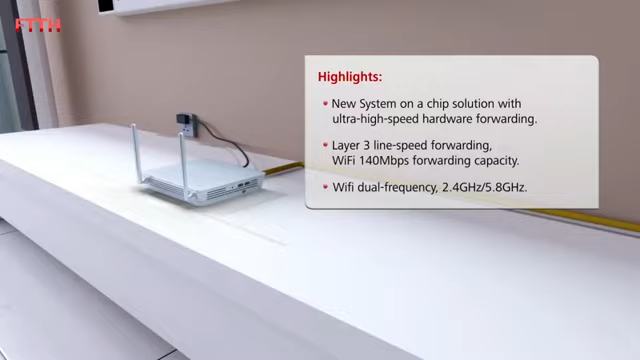 FTTH
Highlights:
• New System on a chip solution with
ultra-high-speed hardware forwarding.
• Layer 3 line-speed forwarding,
WiFi 140Mbps forwarding capacity.
• Wifi dual-frequency, 2.4GHz/5.8GHz.